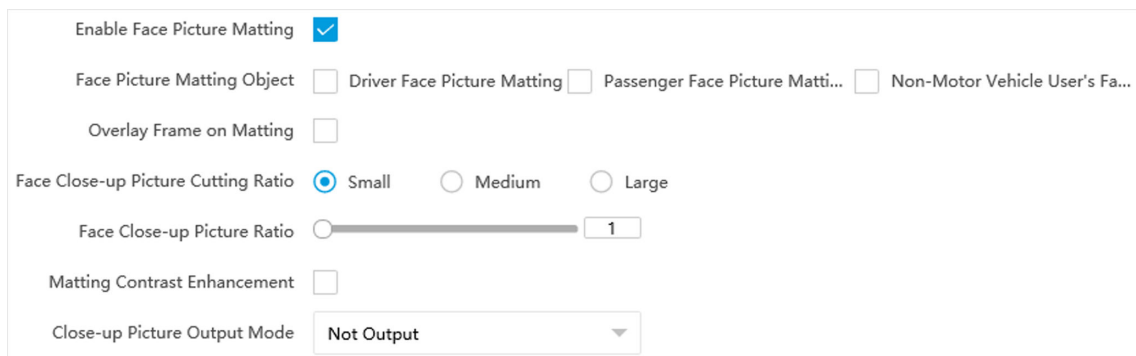 Enable Face Picture Matting
Face Picture Matting Object Driver Face Picture Matting Passenger Face Picture Matti... Non-Motor Vehicle User's Fa...
Overlay Frame on Matting
Face Close-up Picture Cutting Ratio Small Medium Large
Face Close-up Picture Ratio 1
Matting Contrast Enhancement
Close-up Picture Output Mode Not Output